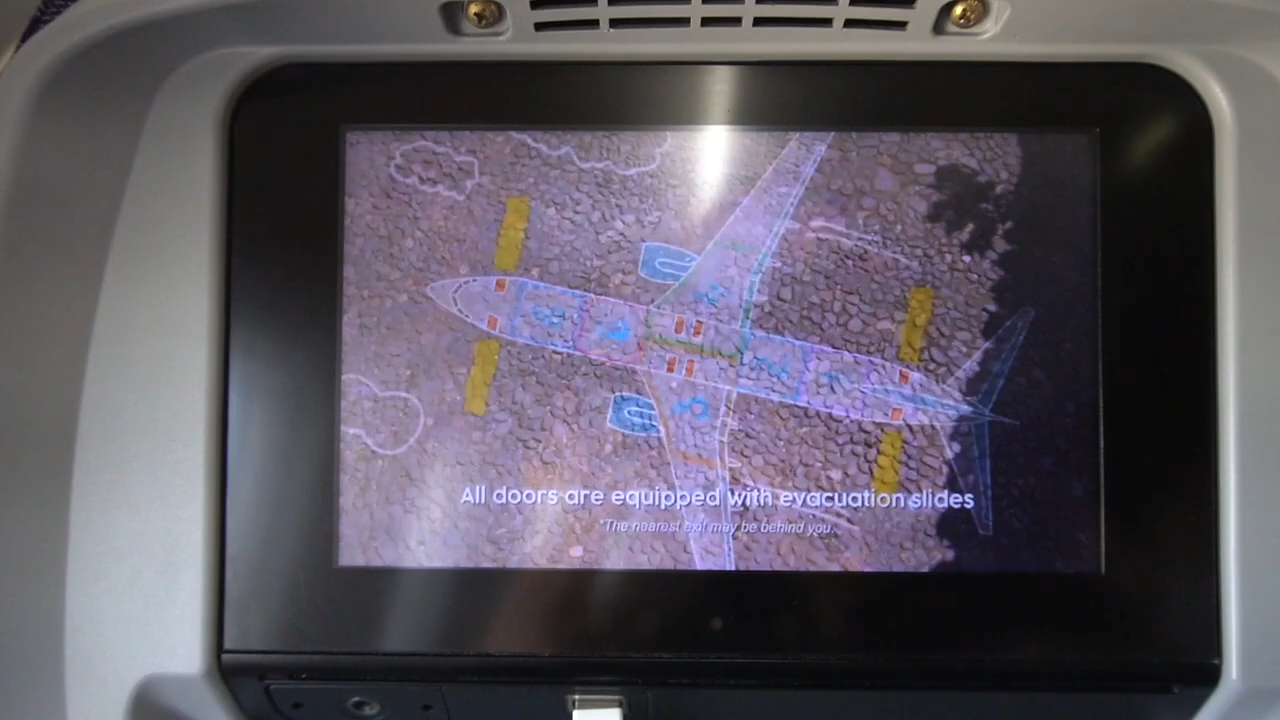 All doors are equipped with evacuation slides
*The nearest exit may be behind you.